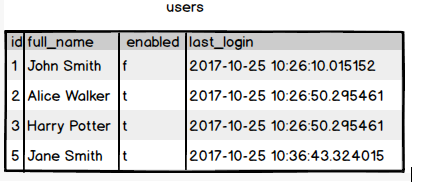 users
id full_name enabled last_login
1 John Smith f 2017-10-25 10:26:10.015152
2 Alice Walker t 2017-10-25 10:26:50.295461
3 Harry Potter t 2017-10-25 10:26:50.295461
5 Jane Smith t 2017-10-25 10:36:43.324015